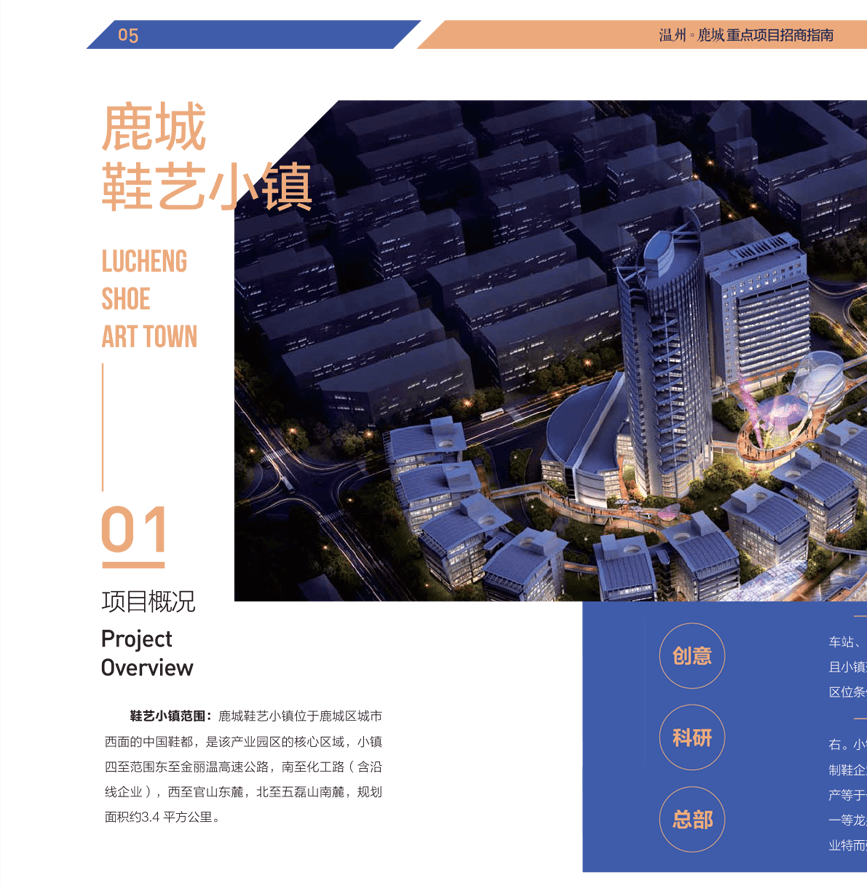 05
温州·鹿城重点项目招商指南
鹿城
鞋艺小镇
LUCHENG
SHOE
ART TOWN
01
项目概况
Project
Overview
鞋艺小镇范围：鹿城鞋艺小镇位于鹿城区城市
西面的中国鞋都，是该产业园区的核心区域，小镇
四至范围东至金丽温高速公路，南至化工路（含沿
线企业），西至官山东麓，北至五磊山南麓，规划
面积约3.4 平方公里。
创意
科研
总部
车站、
且小镇
区位条
右。小
制鞋企
产等于
一等龙
业特而